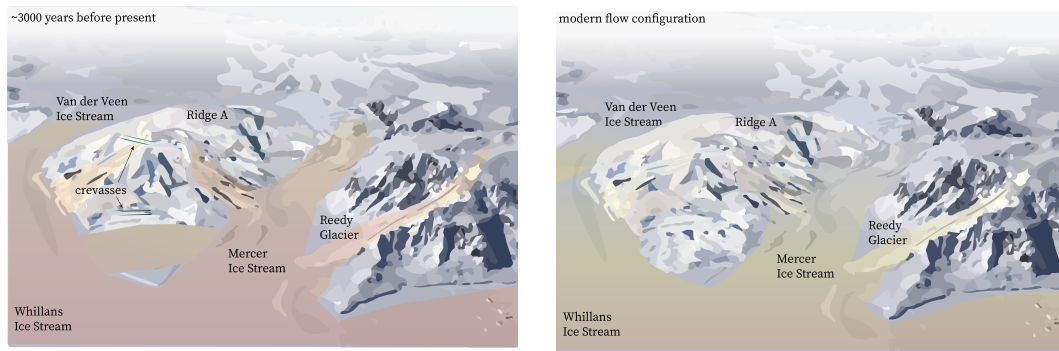 ~3000 years before present
Van der Veen
Ice Stream
Ridge A
crevasses
Reedy
Glacier
Mercer
Ice Stream
Whillans
Ice Stream
modern flow configuration
Van der Veen
Ice Stream
Ridge A
Reedy
Glacier
Mercer
Ice Stream
Whillans
Ice Stream